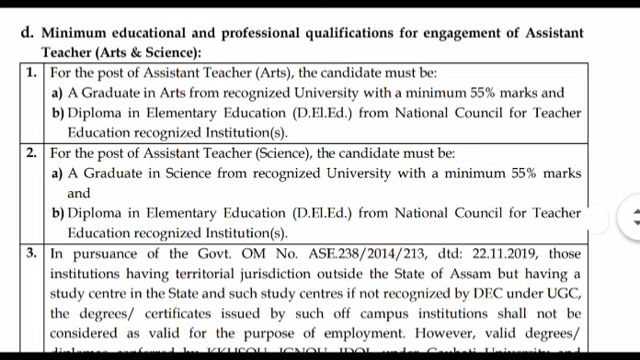 d. Minimum educational and professional qualifications for engagement of Assistant
Teacher (Arts & Science):
1. For the post of Assistant Teacher (Arts), the candidate must be:
a) A Graduate in Arts from recognized University with a minimum 55% marks and
b) Diploma in Elementary Education (D.El.Ed.) from National Council for Teacher
Education recognized Institution(s).
2. For the post of Assistant Teacher (Science), the candidate must be:
a) A Graduate in Science from recognized University with a minimum 55% marks
and
b) Diploma in Elementary Education (D.El.Ed.) from National Council for Teacher
Education recognized Institution(s).
3. In pursuance of the Govt. OM No. ASE.238/2014/213, dtd: 22.11.2019, those
institutions having territorial jurisdiction outside the State of Assam but having a
study centre in the State and such study centres if not recognized by DEC under UGC,
the degrees/ certificates issued by such off campus institutions shall not be
considered as valid for the purpose of employment. However, valid degrees/